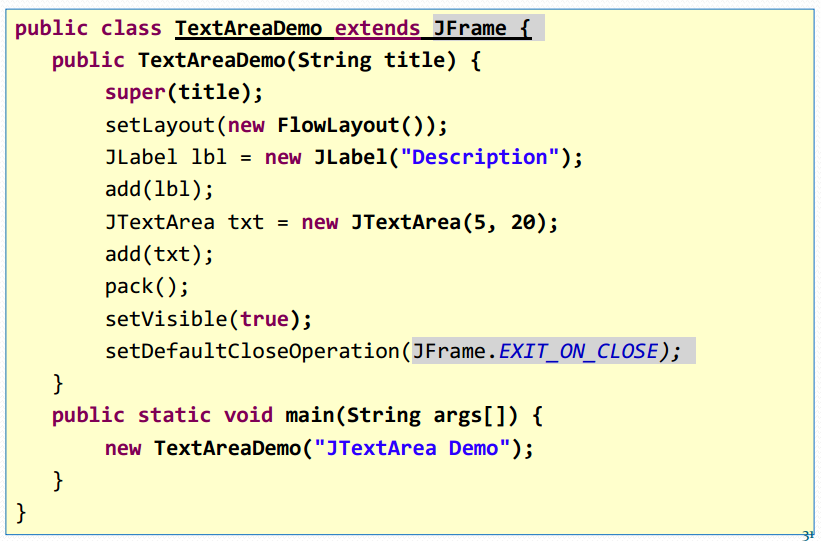 public class TextAreaDemo extends JFrame {
public TextAreaDemo(String title) {
super(title);
setLayout(new FlowLayout());
JLabel lbl = new JLabel("Description");
add(lbl);
JTextArea txt = new JTextArea(5, 20);
add(txt);
pack();
setVisible(true);
setDefaultCloseOperation(JFrame.EXIT_ON_CLOSE);
}
public static void main(String args[]) {
new TextAreaDemo("JTextArea Demo");
}
}
31